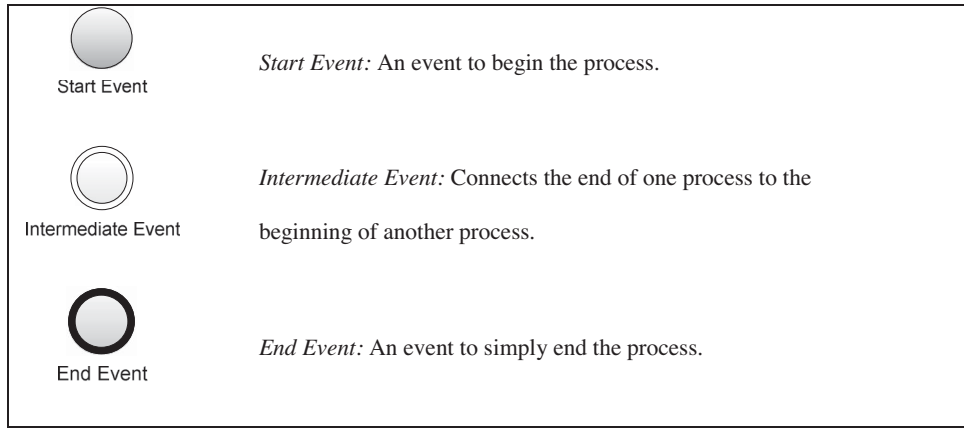 Start Event
Start Event: An event to begin the process.
Intermediate Event
Intermediate Event: Connects the end of one process to the
beginning of another process.
End Event
End Event: An event to simply end the process.